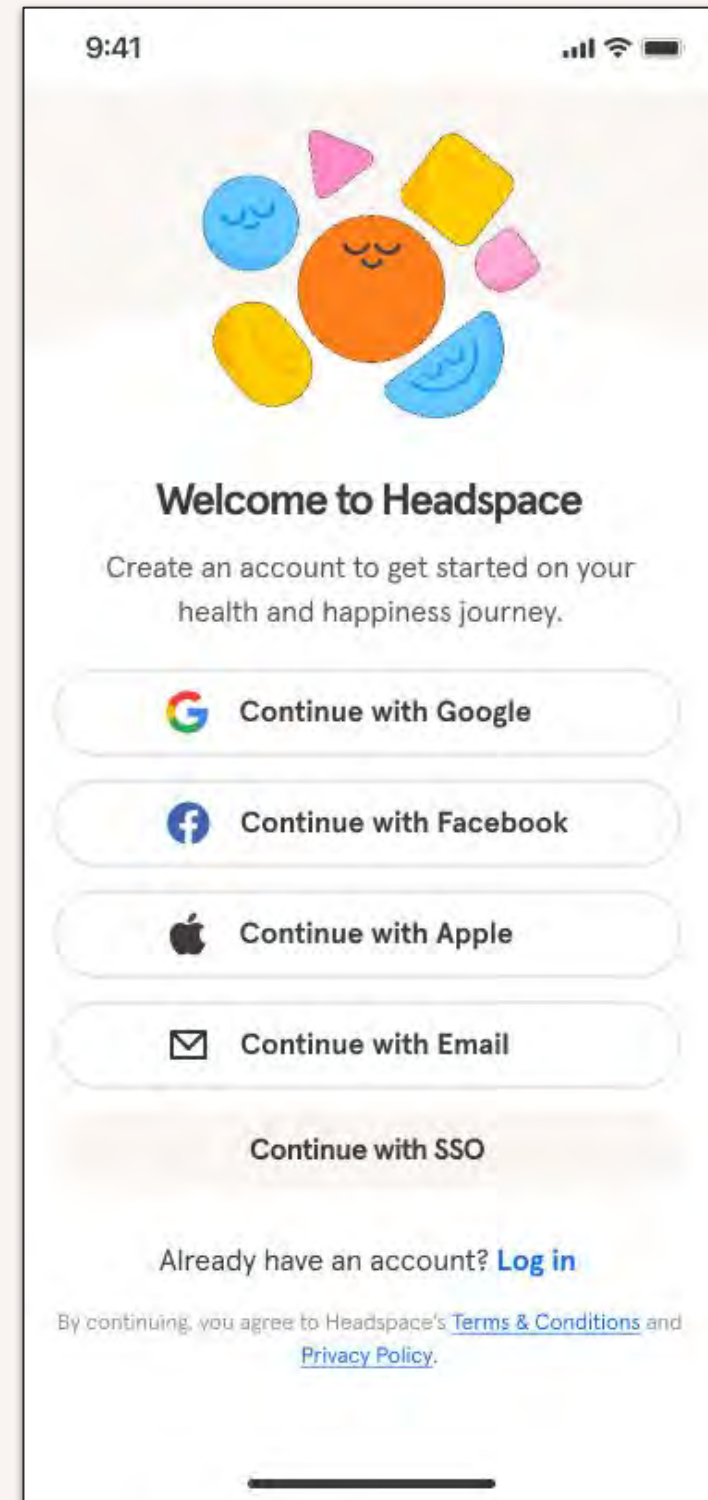 9:41
Welcome to Headspace
Create an account to get started on your
health and happiness journey.
Continue with Google
Continue with Facebook
Continue with Apple
Continue with Email
Continue with SSO
Already have an account? Log in
By continuing, you agree to Headspace's Terms & Conditions and
Privacy Policy.